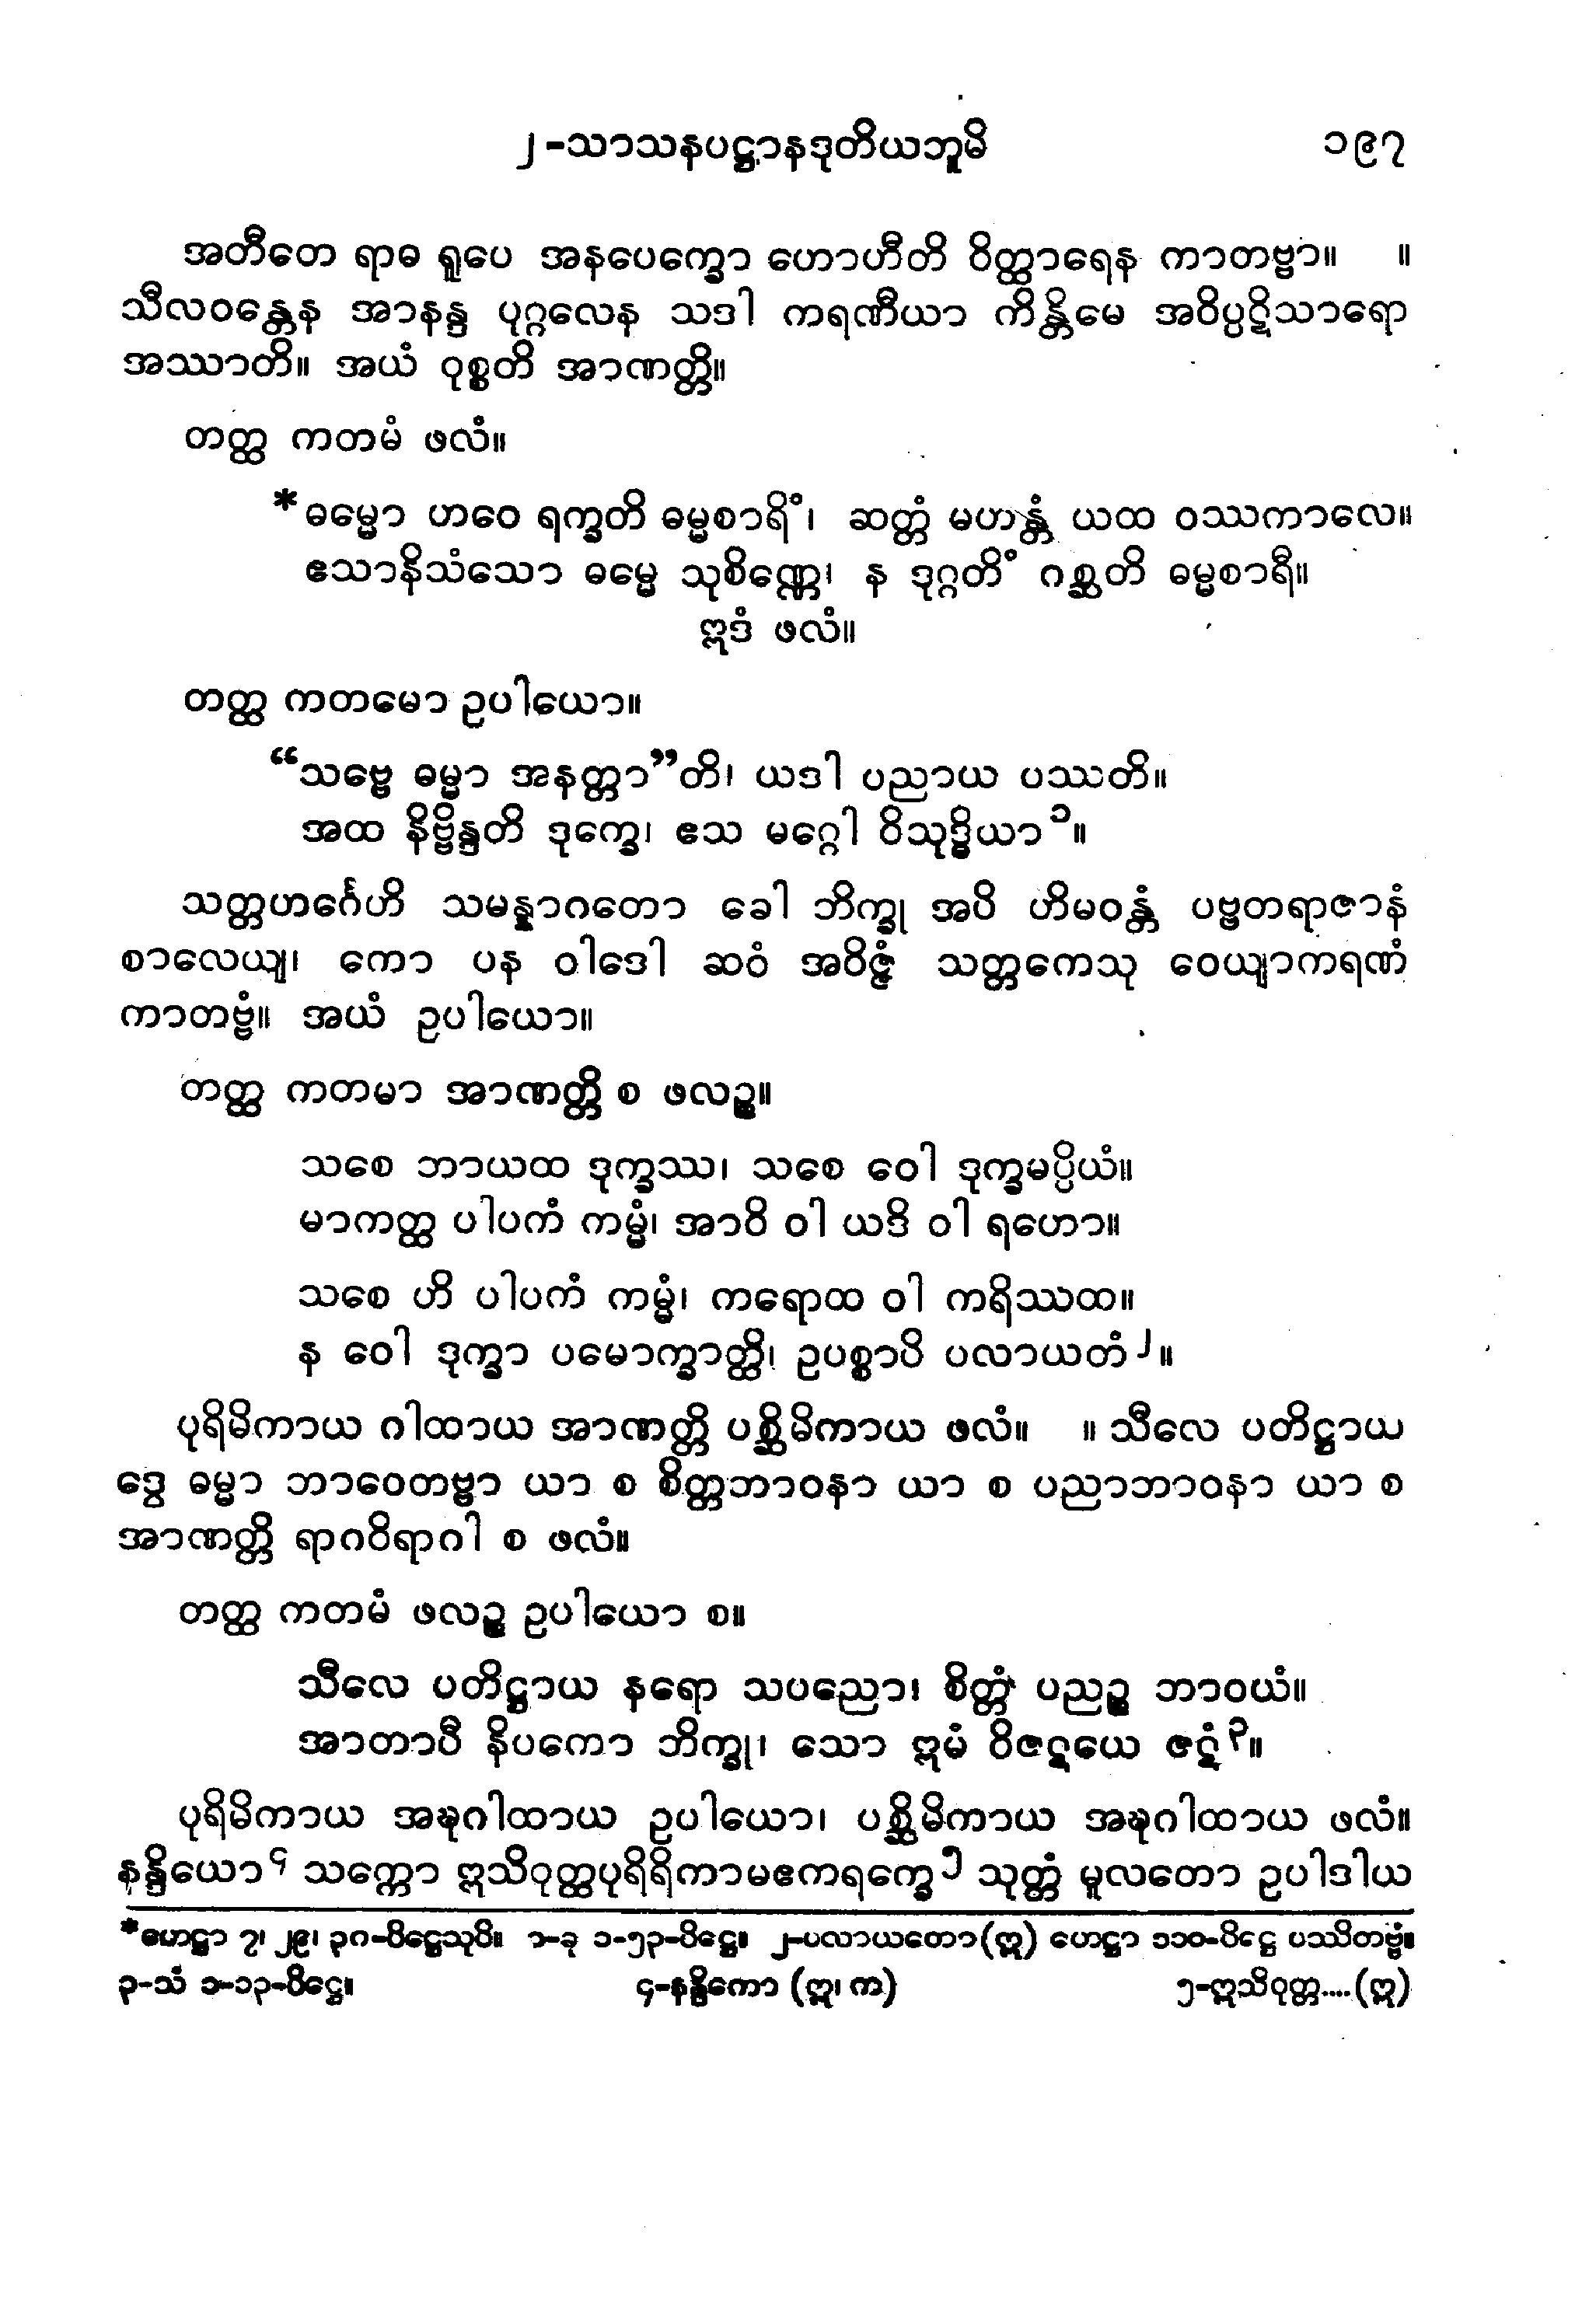 ၂-သာသနပဋ္ဌာနဒုတိယဘူမိ ၁၉၇
အတီတေ ရာဓ ရူပေ အနပေက္ခော ဟောဟီတိ ဝိတ္ထာရေန ကာတဗ္ဗာ။ ။
သီလဝန္တေန အာနန္ဒ ပုဂ္ဂလေန သဒါ ကရဏီယာ ကိန္တိမေ အဝိပ္ပဋိသာရော
အဿာတိ။ အယံ ဝုစ္စတိ အာဏတ္တိ။
တတ္ထ ကတမံ ဖလံ။
*ဓမ္မော ဟဝေ ရက္ခတိ ဓမ္မစာရိံ၊ ဆတ္တံ မဟန္တံ ယထ ဝဿကာလေ။
ဧသာနိသံသော ဓမ္မေ သုစိဏ္ဏေ၊ န ဒုဂ္ဂတိံ ဂစ္ဆတိ ဓမ္မစာရီ။
ဣဒံ ဖလံ။
တတ္ထ ကတမော ဥပါယော။
“သဗ္ဗေ ဓမ္မာ အနတ္တာ”တိ၊ ယဒါ ပညာယ ပဿတိ။
အထ နိဗ္ဗိန္ဒတိ ဒုက္ခေ၊ ဧသ မဂ္ဂေါ ဝိသုဒ္ဓိယာ၁။
သတ္တဟင်္ဂေဟိ သမန္နာဂတော ခေါ ဘိက္ခု အပိ ဟိမဝန္တံ ပဗ္ဗတရာဇာနံ
စာလေယျ၊ ကော ပန ဝါဒေါ ဆဝံ အဝိဇ္ဇံ သတ္တကေသု ဝေယျာကရဏံ
ကာတဗ္ဗံ။ အယံ ဥပါယော။
တတ္ထ ကတမာ အာဏတ္တိ စ ဖလဉ္စ။
သစေ ဘာယထ ဒုက္ခဿ၊ သစေ ဝေါ ဒုက္ခမပ္ပိယံ။
မာကတ္ထ ပါပကံ ကမ္မံ၊ အာဝိ ဝါ ယဒိ ဝါ ရဟော။
သစေ ဟိ ပါပကံ ကမ္မံ၊ ကရောထ ဝါ ကရိဿထ။
န ဝေါ ဒုက္ခာ ပမောက္ခာတ္ထိ၊ ဥပစ္စာပိ ပလာယတံ၂။
ပုရိမိကာယ ဂါထာယ အာဏတ္တိ ပစ္ဆိမိကာယ ဖလံ။ ။ သီလေ ပတိဋ္ဌာယ
ဒွေ ဓမ္မာ ဘာဝေတဗ္ဗာ ယာ စ စိတ္တဘာဝနာ ယာ စ ပညာဘာဝနာ ယာ စ
အာဏတ္တိ ရာဂဝိရာဂါ စ ဖလံ။
တတ္ထ ကတမံ ဖလဉ္စ ဥပါယော စ။
သီလေ ပတိဋ္ဌာယ နရော သပညော၊ စိတ္တံ ပညဉ္စ ဘာဝယံ။
အာတာပီ နိပကော ဘိက္ခု၊ သော ဣမံ ဝိဇဋယေ ဇဋံ၃။
ပုရိမိကာယ အဍ္ဎဂါထာယ ဥပါယော၊ ပစ္ဆိမိကာယ အဍ္ဎဂါထာယ ဖလံ။
နန္ဒိယော၄ သက္ကော ဣသိဝုတ္ထပုရိရိကာမဧကရက္ခေ၅ သုတ္တံ မူလတော ဥပါဒါယ
*ဟေဋ္ဌာ ၇၊ ၂၉၊ ၃၈-ပိဋ္ဌေသုပိ။ ၁-ခု ၁-၅၃-ပိဋ္ဌေ။ ၂-ပလာယတော(ဣ) ဟေဋ္ဌာ ၁၁၀-ပိဋ္ဌေ ပဿိတဗ္ဗံ။
၃-သံ ၁-၁၃-ပိဋ္ဌေ။ ၄-နန္ဒိကော (ဣ၊ က) ၅-ဣသိဝုတ္တ....(ဣ)